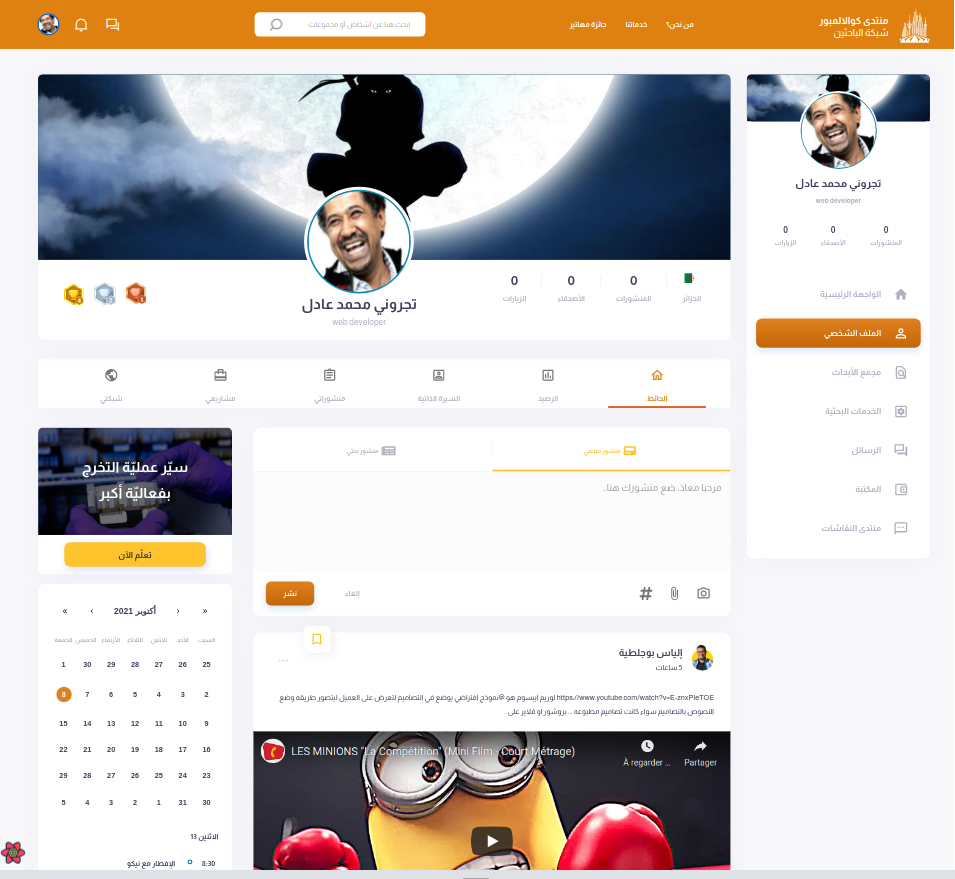 منتدى كوالالمبور
شبكة الباحثين
من نحن؟
خدماتنا
جائزة مهاتير
إبحث هنا عن أشخاص أو مجموعات
تجروني محمد عادل
web developer
0
0
0
المنشورات
الأصدقاء
الزيارات
الواجهة الرئيسية
الملف الشخصي
مجمع الأبحاث
الخدمات البحثية
الرسائل
المكتبة
منتدى النقاشات
الجزائر
0
المنشورات
0
الأصدقاء
0
الزيارات
تجروني محمد عادل
web developer
الحائط
الرصيد
السيرة الذاتية
منشوراتي
مشاريعي
شبكتي
منشور تفاعلي
منشور بحثي
مرحبا معاذ، ضع منشورك هنا..
إلغاء
نشر
إلياس بوجلطية
5 ساعات
https://www.youtube.com/watch?v=E-znxPIeTOE لوريم ايبسوم هو @نموذج افتراضي يوضع في التصاميم لتعرض على العميل ليتصور طريقه وضع
النصوص بالتصاميم سواء كانت تصاميم مطبوعه ... بروشور او فلاير على .
LES MINIONS "La Compétition" (Mini Film - Court Métrage)
À regarder ...
Partager
سيّر عمليّة التخرج
بفعاليّة أكبر
تعلّم الآن
« ‹ أكتوبر 2021 › »
السبت الأحد الاثنين الثلاثاء الأربعاء الخميس الجمعة
25 26 27 28 29 30 1
2 3 4 5 6 7 8
9 10 11 12 13 14 15
16 17 18 19 20 21 22
23 24 25 26 27 28 29
30 31 1 2 3 4 5
الاثنين 13
8:30 الإفطار مع نيكو